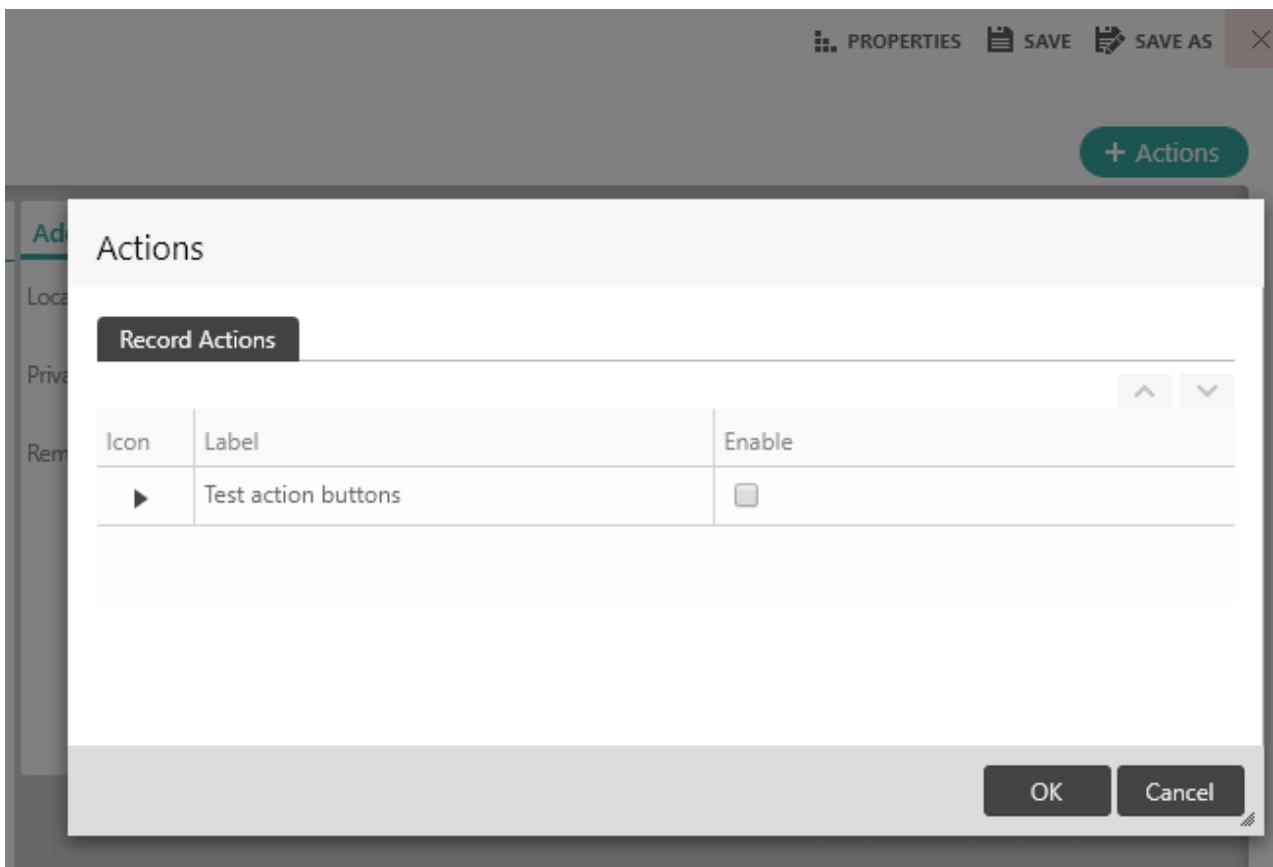 PROPERTIES SAVE SAVE AS
+ Actions
Actions
Record Actions
Icon Label Enable
Test action buttons
OK Cancel